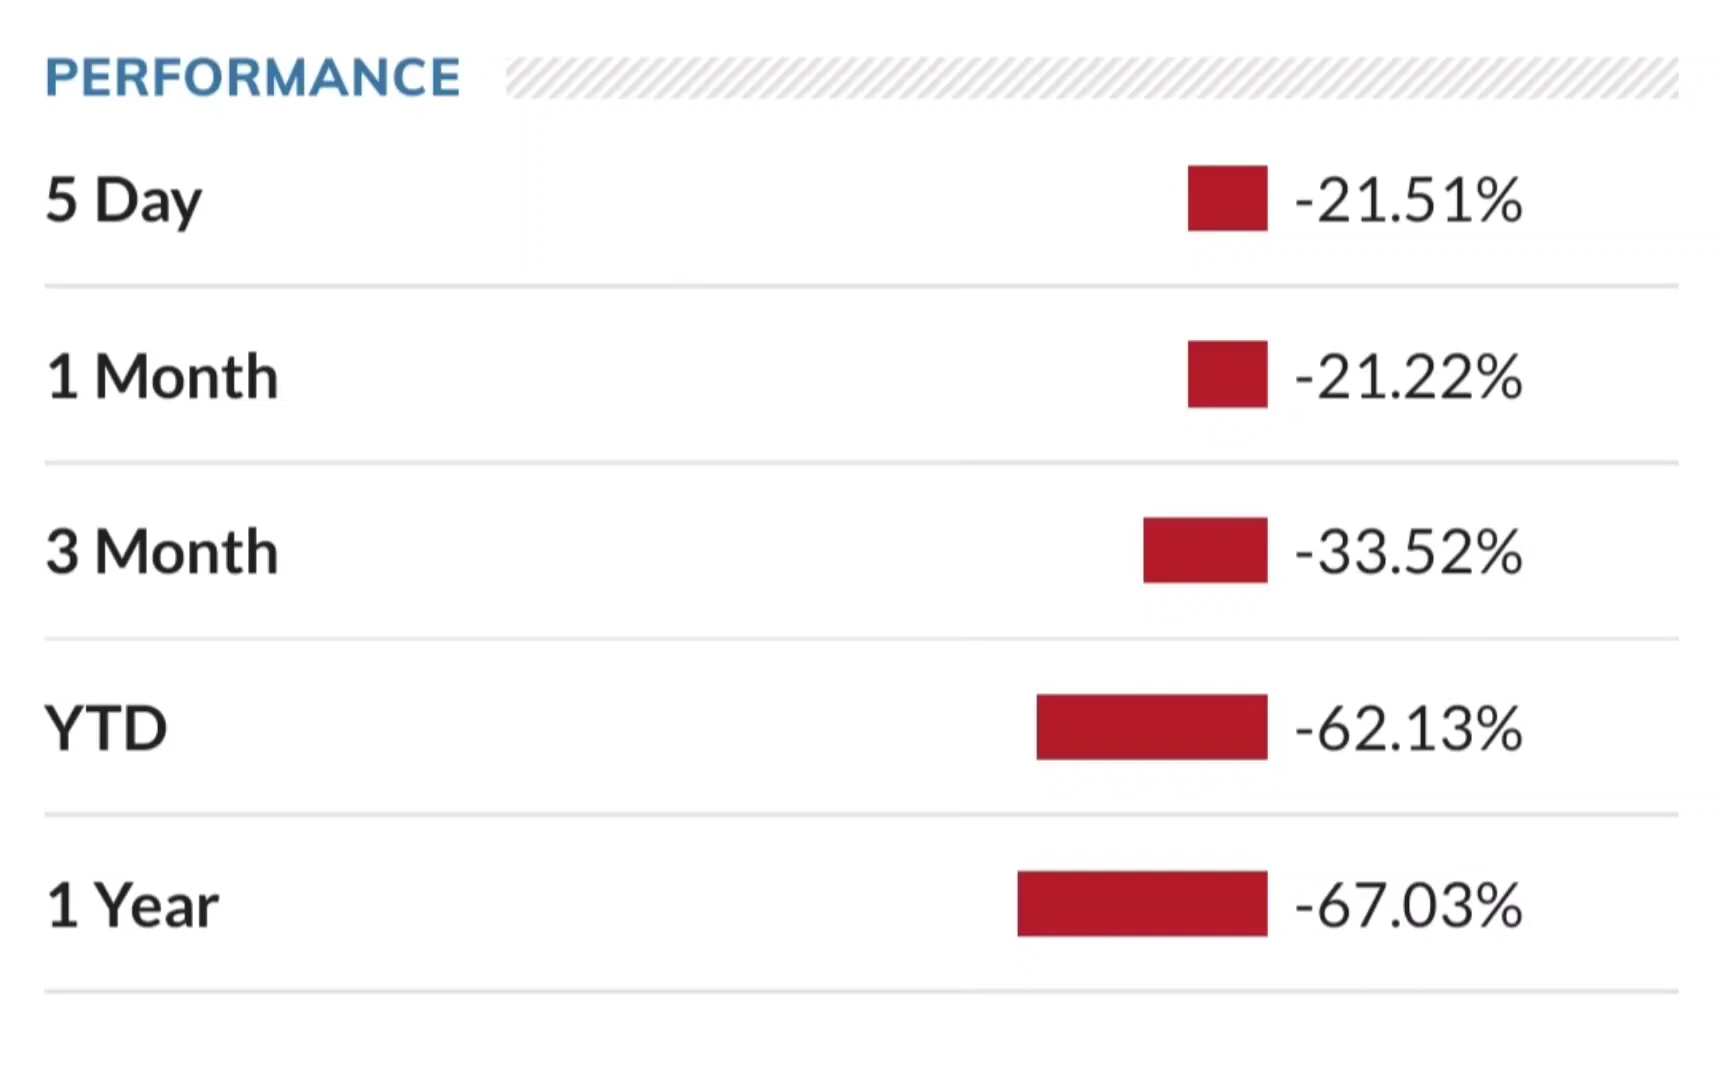 PERFORMANCE
5 Day -21.51%
1 Month -21.22%
3 Month -33.52%
YTD -62.13%
1 Year -67.03%